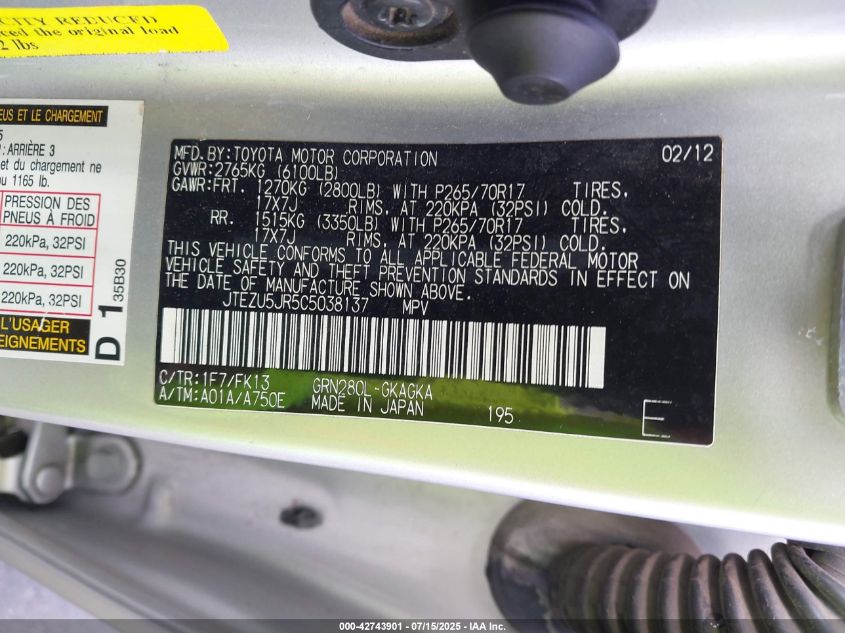 CITY REDUCED
ced the original load
2 lbs
EUS ET LE CHARGEMENT
5
: ARRIÈRE 3
et du chargement ne
u 1165 lb.
PRESSION DES
PNEUS À FROID
220kPa, 32PSI
220kPa, 32PSI
220kPa, 32PSI
L'USAGER
EIGNEMENTS
D 1
35B30
MFD.BY:TOYOTA MOTOR CORPORATION 02/12
GVWR:2765KG (6100LB)
GAWR:FRT. 1270KG (2800LB) WITH P265/70R17 TIRES.
17X7J RIMS. AT 220KPA (32PSI) COLD.
RR. 1515KG (3350LB) WITH P265/70R17 TIRES.
17X7J RIMS. AT 220KPA (32PSI) COLD.
THIS VEHICLE CONFORMS TO ALL APPLICABLE FEDERAL MOTOR
VEHICLE SAFETY AND THEFT PREVENTION STANDARDS IN EFFECT ON
THE DATE OF MANUFACTURE SHOWN ABOVE.
JTEZU5JR5C5038137 MPV
C/TR:1F7/FK13 GRN280L-GKAGKA
A/TM:A01A/A750E MADE IN JAPAN 195 E
000-42743901 - 07/15/2025 - IAA Inc.